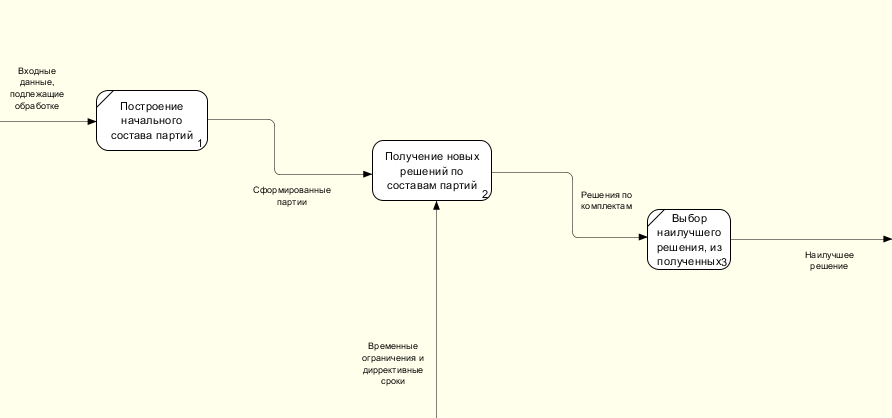 Входные
данные,
подлежащие
обработке
Построение
начального
состава партий
1
Сформированные
партии
Получение новых
решений по
составам партий
2
Решения по
комплектам
Выбор
наилучшего
решения, из
полученных
3
Наилучшее
решение
Временные
ограничения и
диррективные
сроки